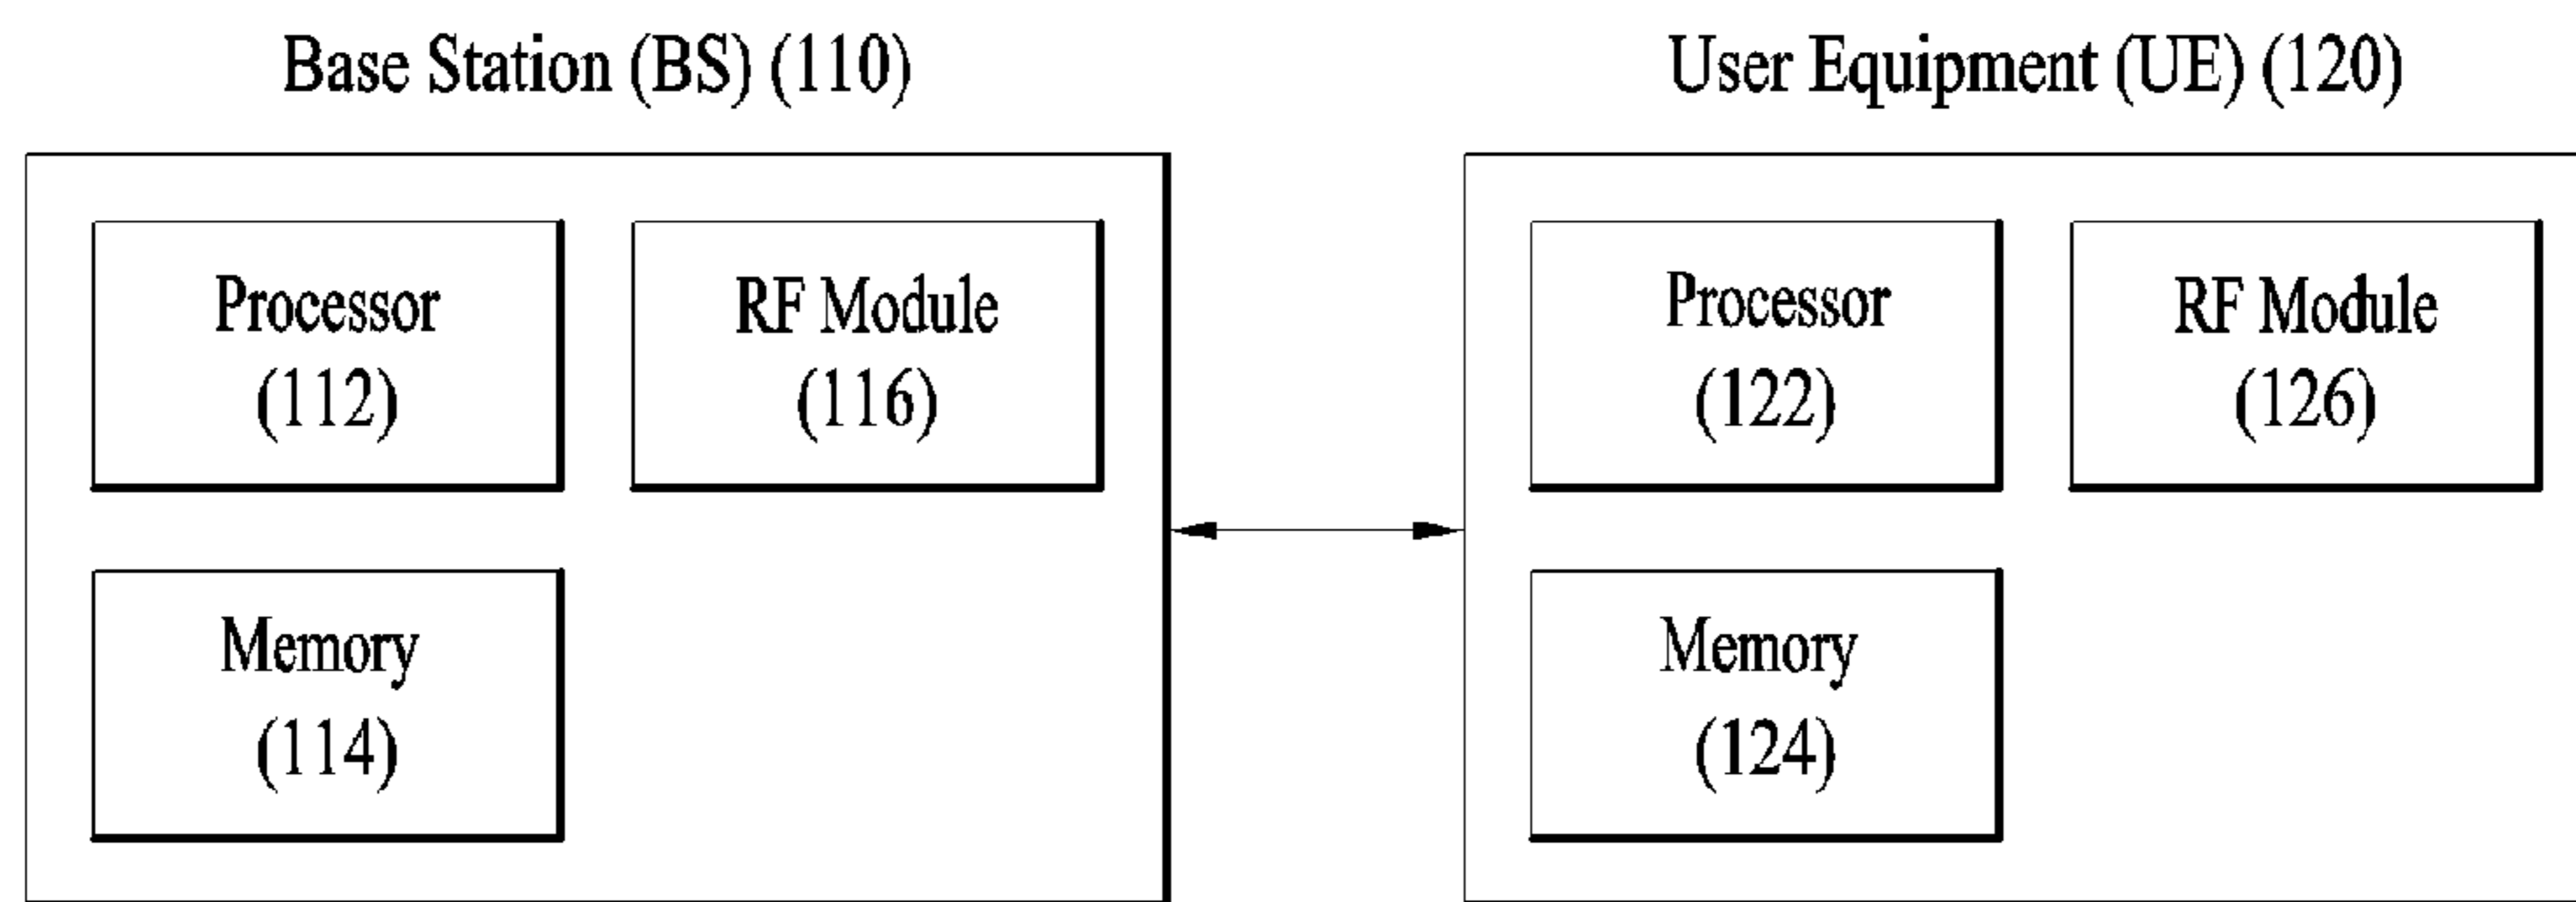 Base Station (BS) (110)
Processor
(112)
RF Module
(116)
Memory
(114)
User Equipment (UE) (120)
Processor
(122)
RF Module
(126)
Memory
(124)